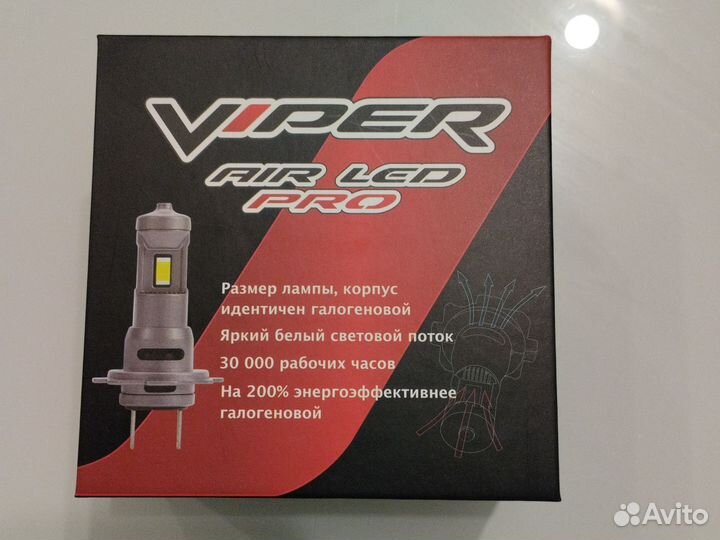 VIPER
AIR LED
PRO
Размер лампы, корпус
идентичен галогеновой
Яркий белый световой поток
30 000 рабочих часов
На 200% энергоэффективнее
галогеновой
Avito